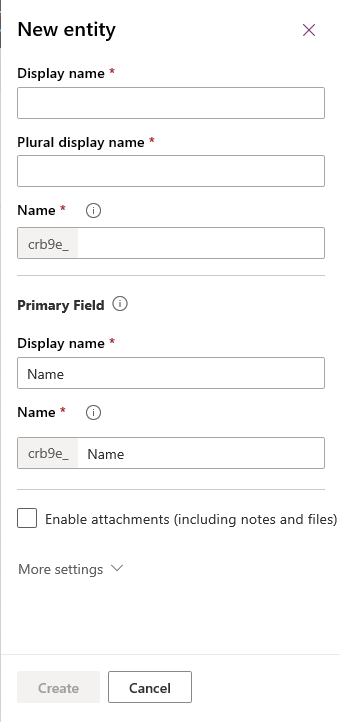 New entity
Display name *
Plural display name *
Name *
crb9e_
Primary Field
Display name *
Name
Name *
crb9e_ Name
Enable attachments (including notes and files)
More settings
Create Cancel